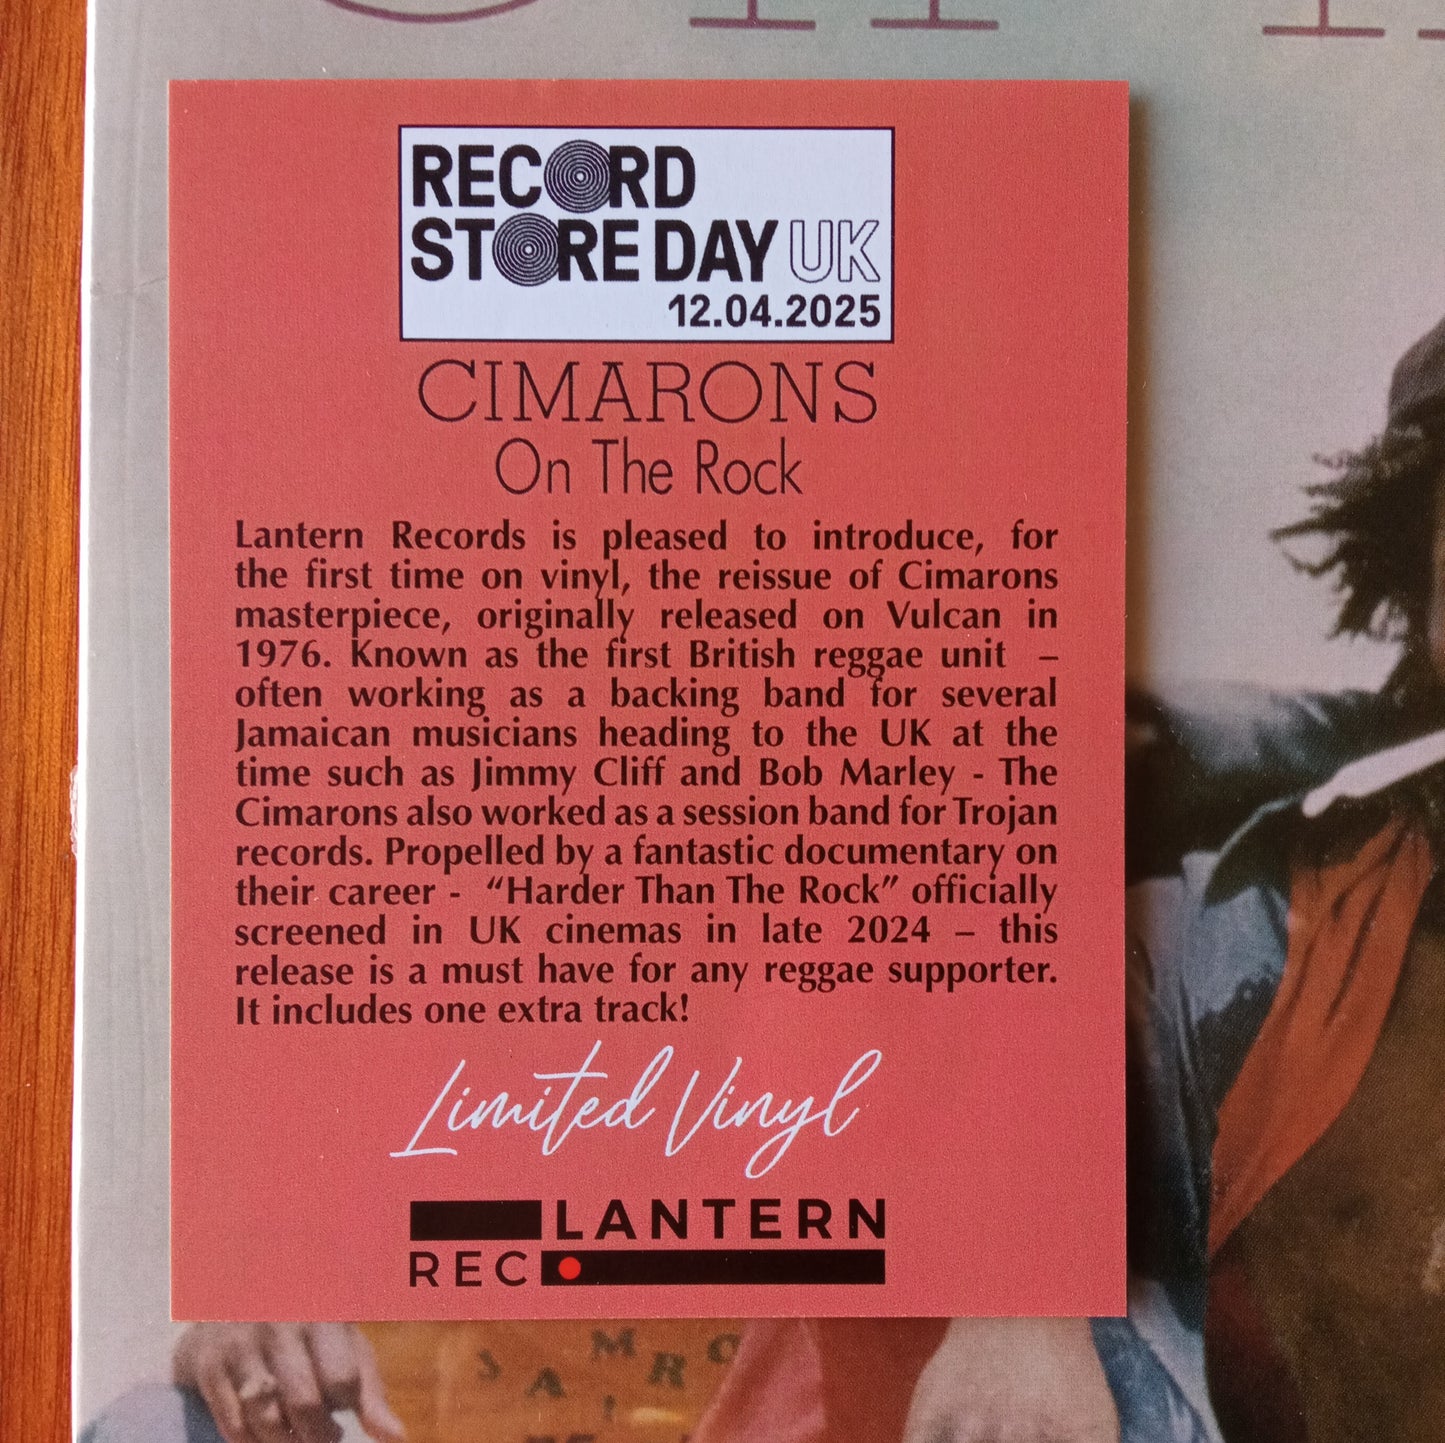 RECORD
STORE DAY UK
12.04.2025
CIMARONS
On The Rock
Lantern Records is pleased to introduce, for
the first time on vinyl, the reissue of Cimarons
masterpiece, originally released on Vulcan in
1976. Known as the first British reggae unit –
often working as a backing band for several
Jamaican musicians heading to the UK at the
time such as Jimmy Cliff and Bob Marley - The
Cimarons also worked as a session band for Trojan
records. Propelled by a fantastic documentary on
their career - “Harder Than The Rock” officially
screened in UK cinemas in late 2024 – this
release is a must have for any reggae supporter.
It includes one extra track!
Limited Vinyl
LANTERN
REC